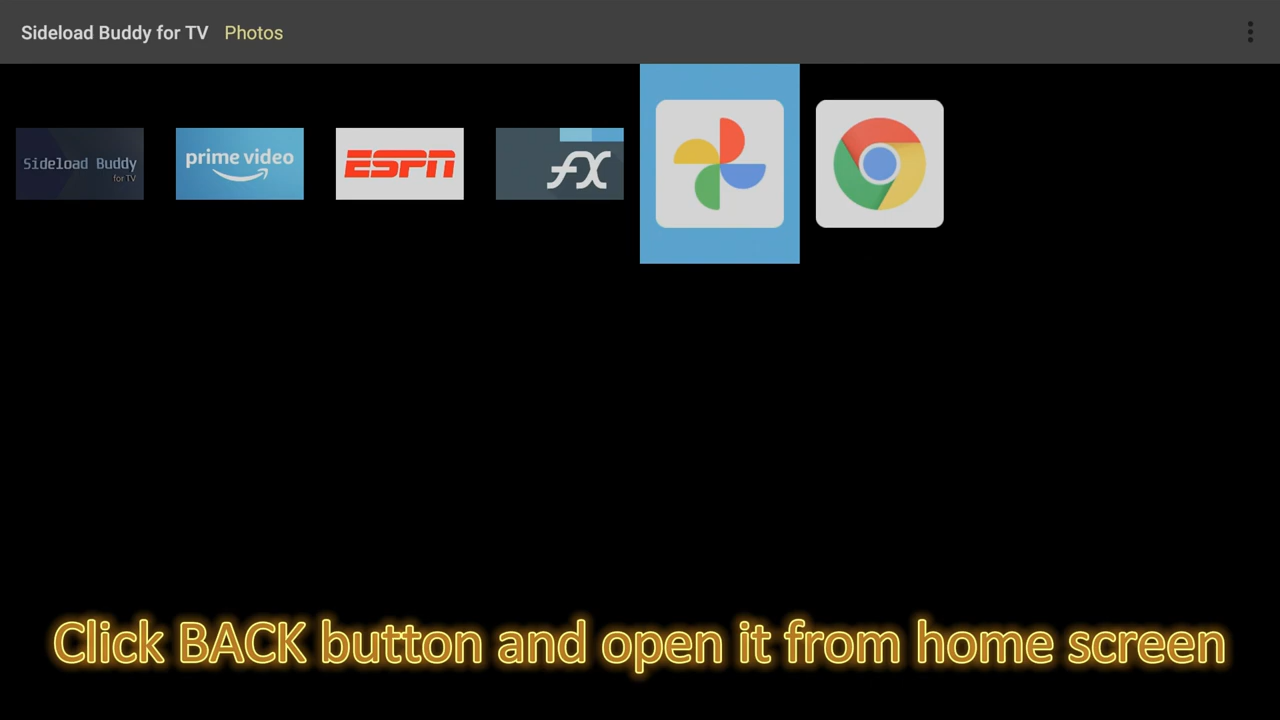 Sideload Buddy for TV Photos
Sideload Buddy
for TV
prime video
ESPN
fX
Click BACK button and open it from home screen